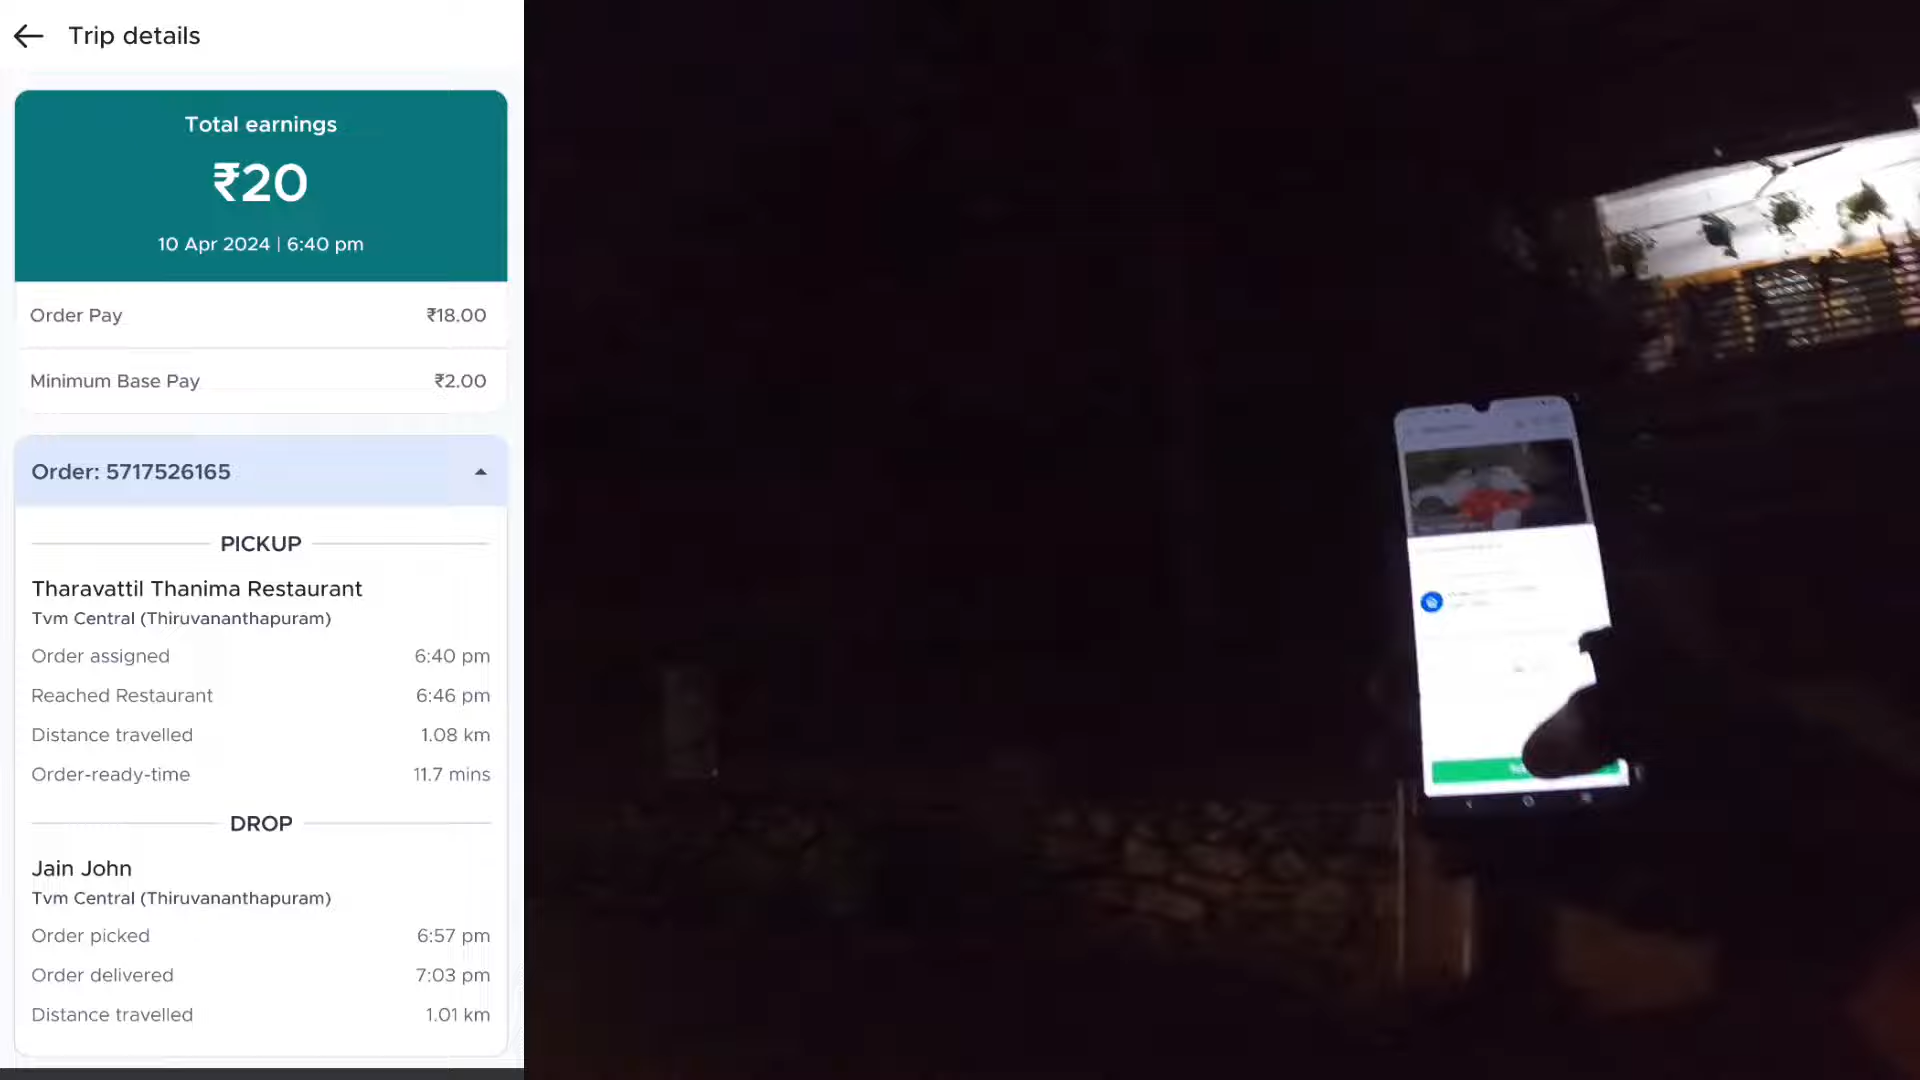 Trip details
Total earnings
₹20
10 Apr 2024 | 6:40 pm
Order Pay ₹18.00
Minimum Base Pay ₹2.00
Order: 5717526165
PICKUP
Tharavattil Thanima Restaurant
Tvm Central (Thiruvananthapuram)
Order assigned 6:40 pm
Reached Restaurant 6:46 pm
Distance travelled 1.08 km
Order-ready-time 11.7 mins
DROP
Jain John
Tvm Central (Thiruvananthapuram)
Order picked 6:57 pm
Order delivered 7:03 pm
Distance travelled 1.01 km